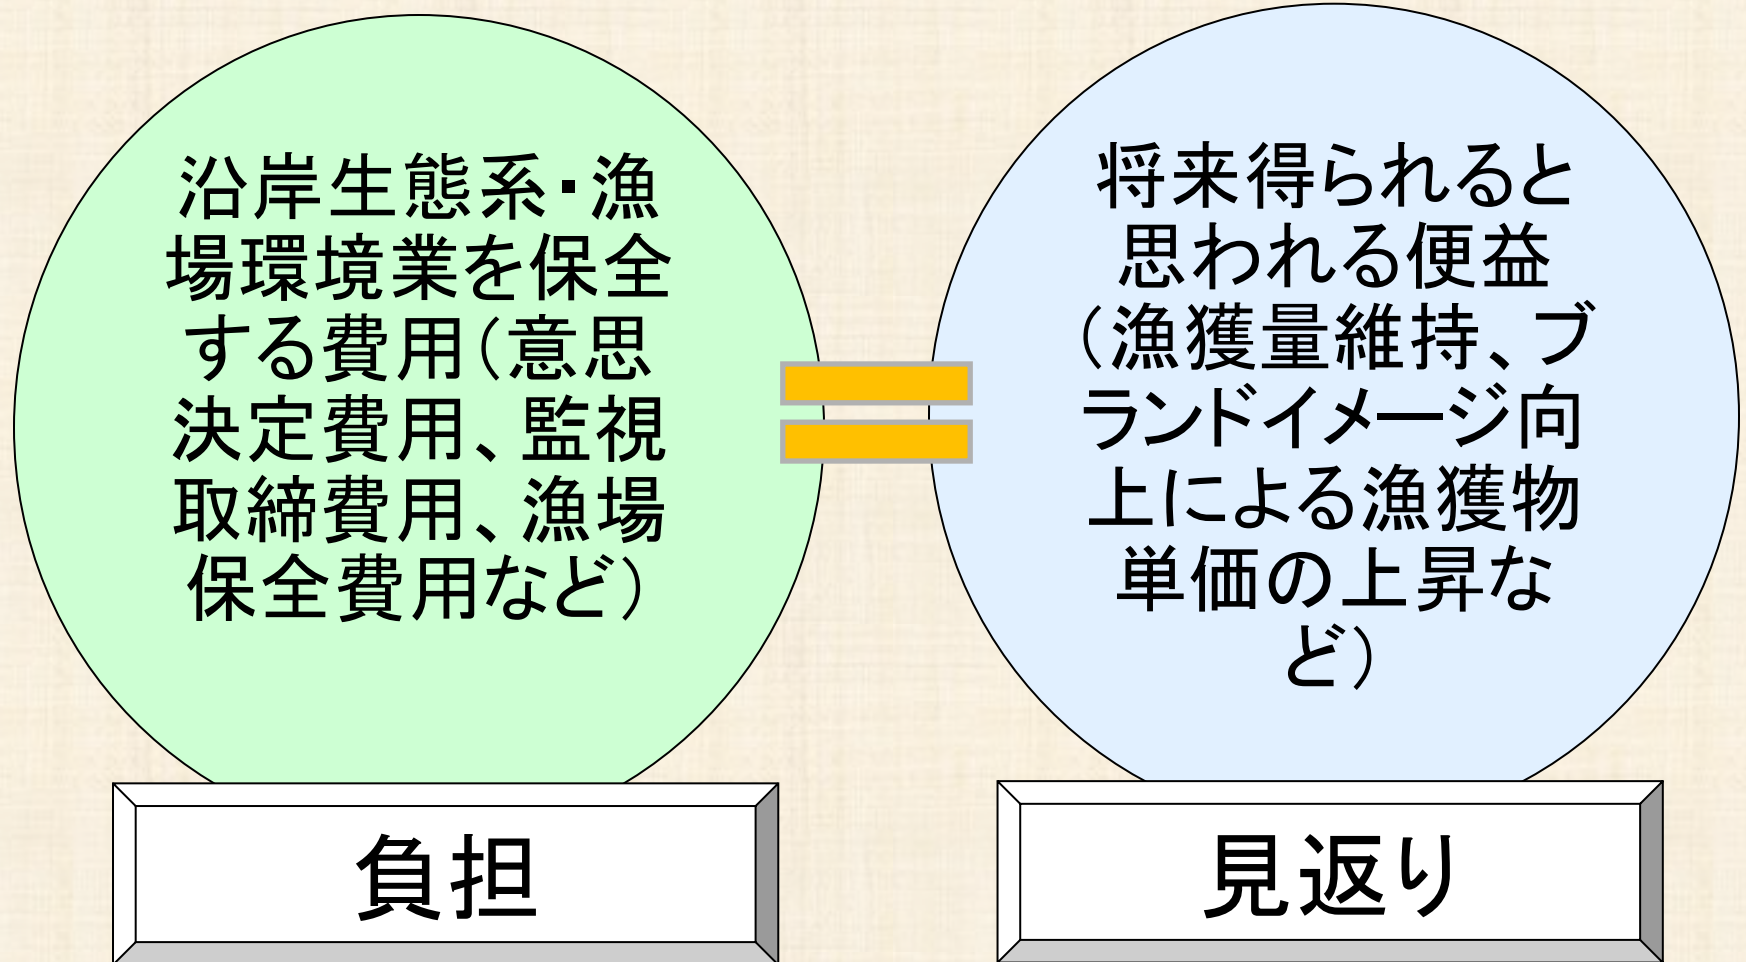 沿岸生態系・漁
場環境業を保全
する費用（意思
決定費用、監視
取締費用、漁場
保全費用など）
負担
将来得られると
思われる便益
（漁獲量維持、ブ
ランドイメージ向
上による漁獲物
単価の上昇な
ど）
見返り